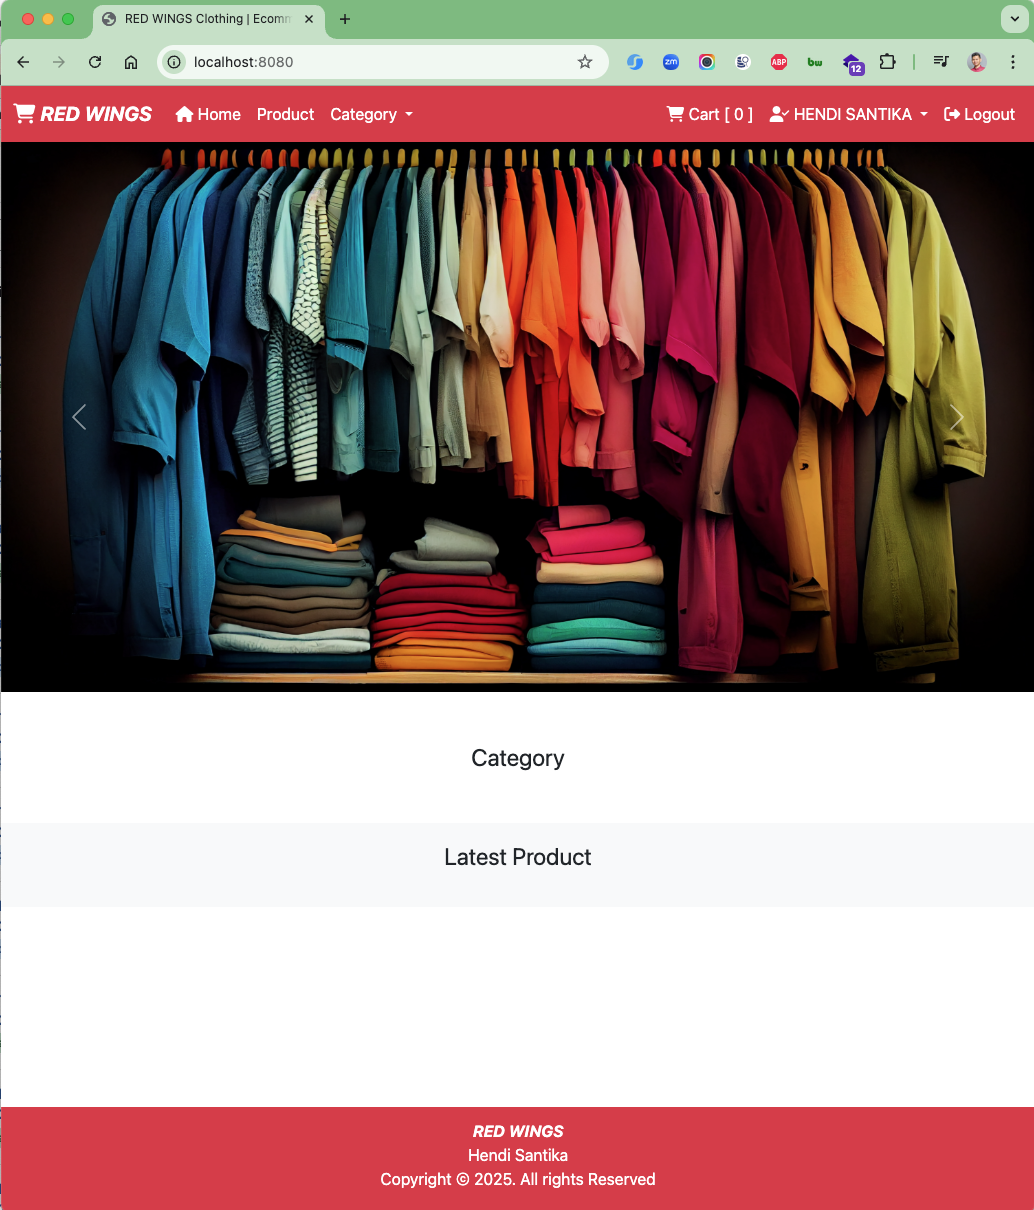 RED WINGS Clothing | Ecomm
localhost:8080
zm
ABP
bw
12
RED WINGS
Home
Product
Category
Cart [ 0 ]
HENDI SANTIKA
Logout
Category
Latest Product
RED WINGS
Hendi Santika
Copyright © 2025. All rights Reserved